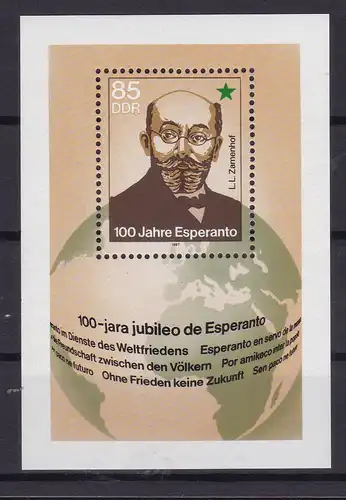 85
DDR
L. L. Zamenhof
100 Jahre Esperanto
1987
100-jara jubileo de Esperanto
im Dienste des Weltfriedens Esperanto en servo de la
Freundschaft zwischen den Völkern Por amikeco inter la
paco ne futuro Ohne Frieden keine Zukunft Sen paco ne